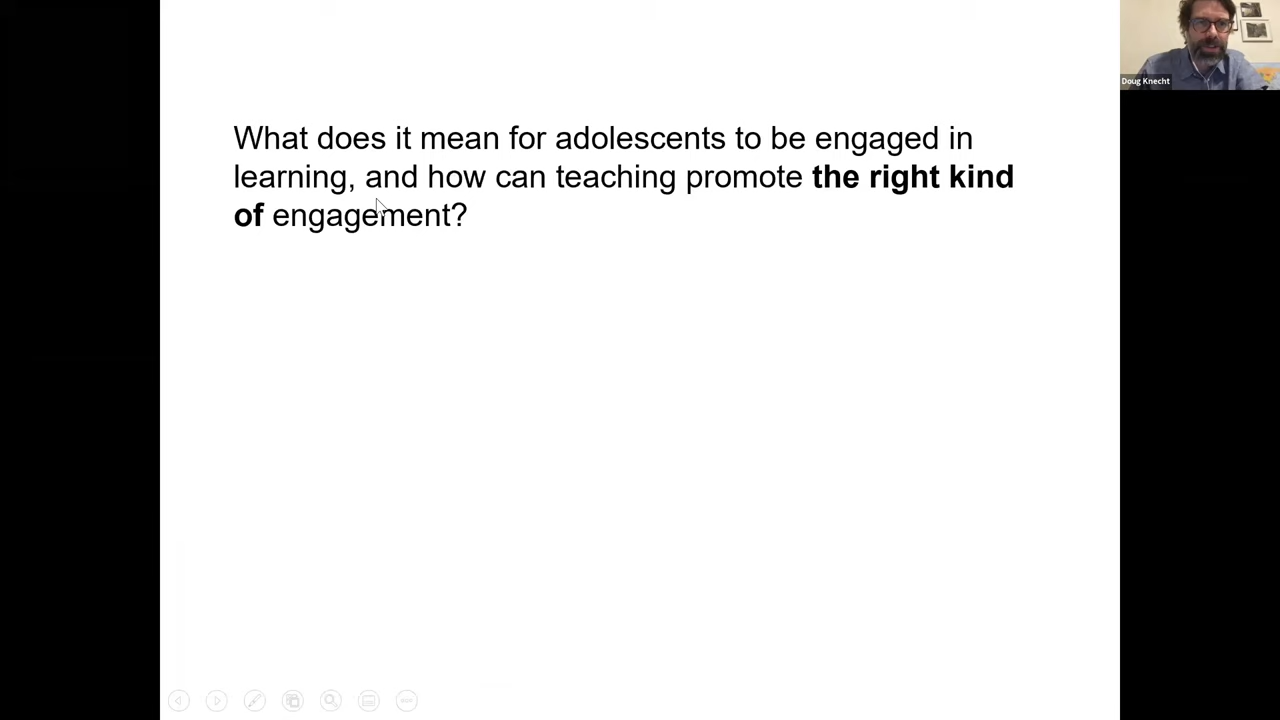 What does it mean for adolescents to be engaged in
learning, and how can teaching promote the right kind
of engagement?
Doug Knecht